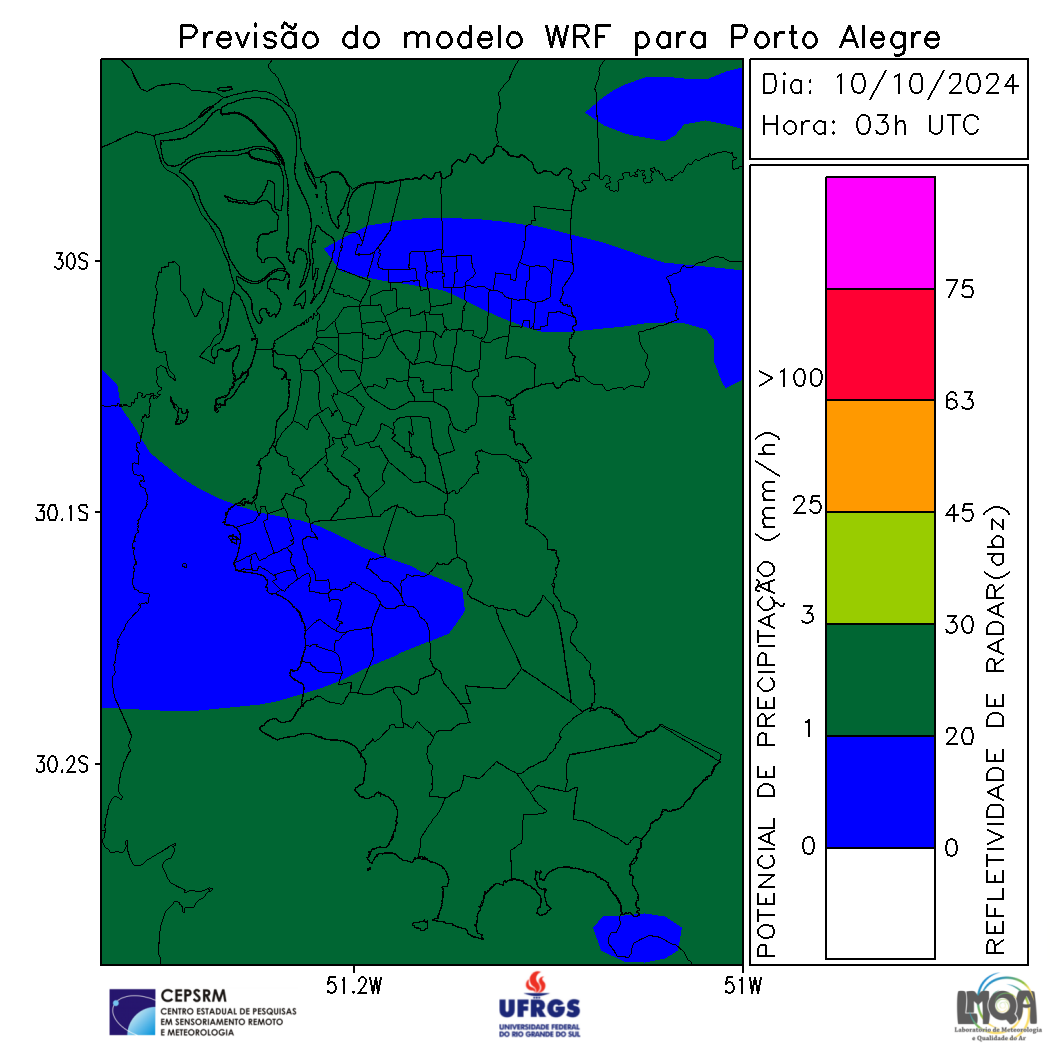 Previsão do modelo WRF para Porto Alegre
Dia: 10/10/2024
Hora: 03h UTC
30S
30.1S
30.2S
51.2W
51W
POTENCIAL DE PRECIPITAÇÃO (mm/h)
>100
25
3
1
0
75
63
45
30
20
0
REFLETIVIDADE DE RADAR(dbz)
CEPSRM
CENTRO ESTADUAL DE PESQUISAS
EM SENSORIAMENTO REMOTO
E METEOROLOGIA
UFRGS
UNIVERSIDADE FEDERAL
DO RIO GRANDE DO SUL
LMQA
Laboratório de Meteorologia
e Qualidade do Ar